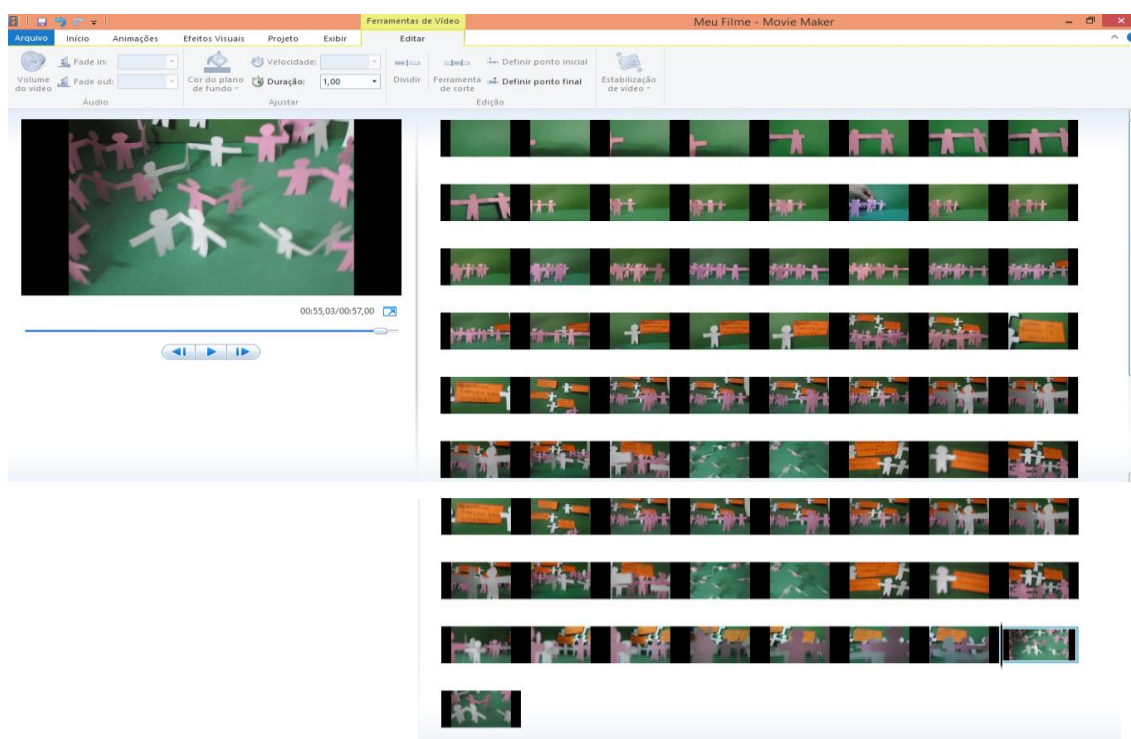 Ferramentas de Vídeo
Meu Filme - Movie Maker
Arquivo Início Animações Efeitos Visuais Projeto Exibir Editar
Volume do vídeo
Fade in:
Fade out:
Áudio
Cor do plano de fundo
Velocidade:
Duração: 1,00
Ajustar
Dividir
Ferramenta de corte
Definir ponto inicial
Definir ponto final
Edição
Estabilização de vídeo
00:55,03/00:57,00